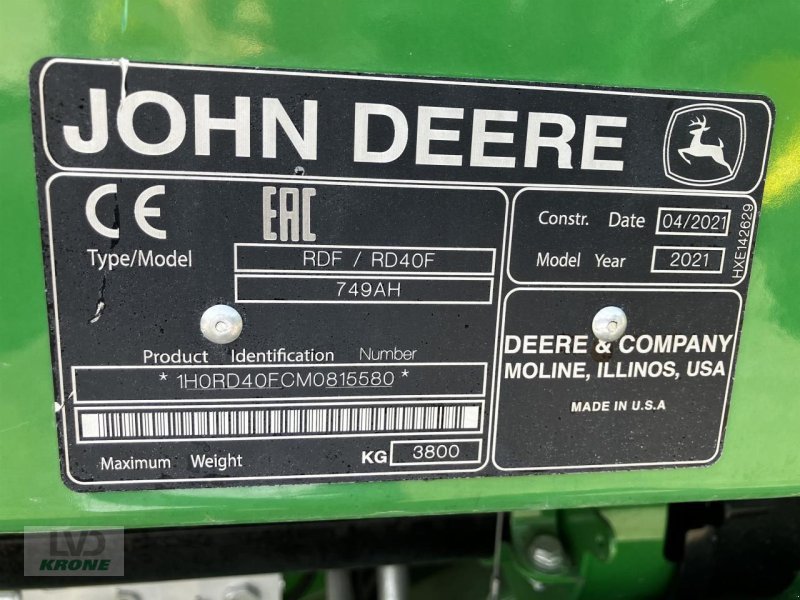 JOHN DEERE
CE EAC
Type/Model RDF / RD40F
749AH
Product Identification Number
* 1H0RD40FCM0815580 *
Maximum Weight KG 3800
Constr. Date 04/2021
Model Year 2021
HXE142629
DEERE & COMPANY
MOLINE, ILLINOS, USA
MADE IN U.S.A
LVD
KRONE